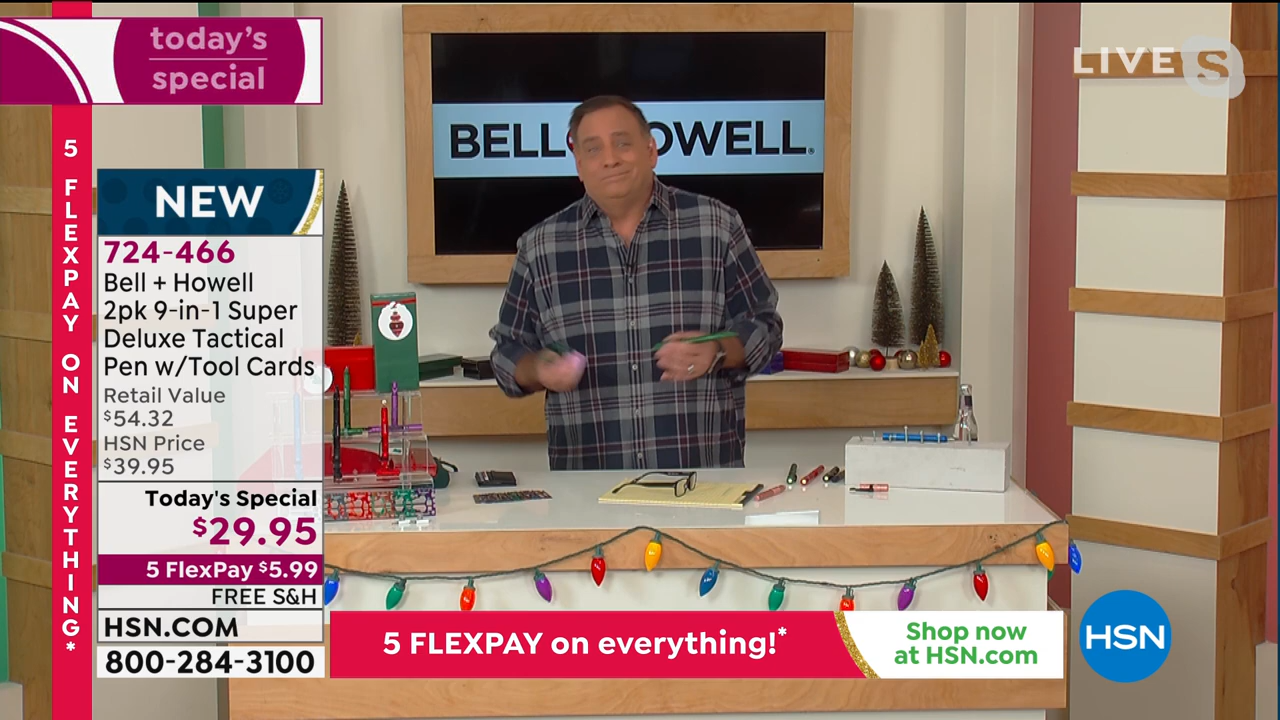 today's
special
LIVE S
5 FLEXPAY ON EVERYTHING*
NEW
724-466
Bell + Howell
2pk 9-in-1 Super
Deluxe Tactical
Pen w/Tool Cards
Retail Value
$54.32
HSN Price
$39.95
Today's Special
$29.95
5 FlexPay $5.99
FREE S&H
HSN.COM
800-284-3100
BELL OWELL®
5 FLEXPAY on everything!*
Shop now
at HSN.com
HSN